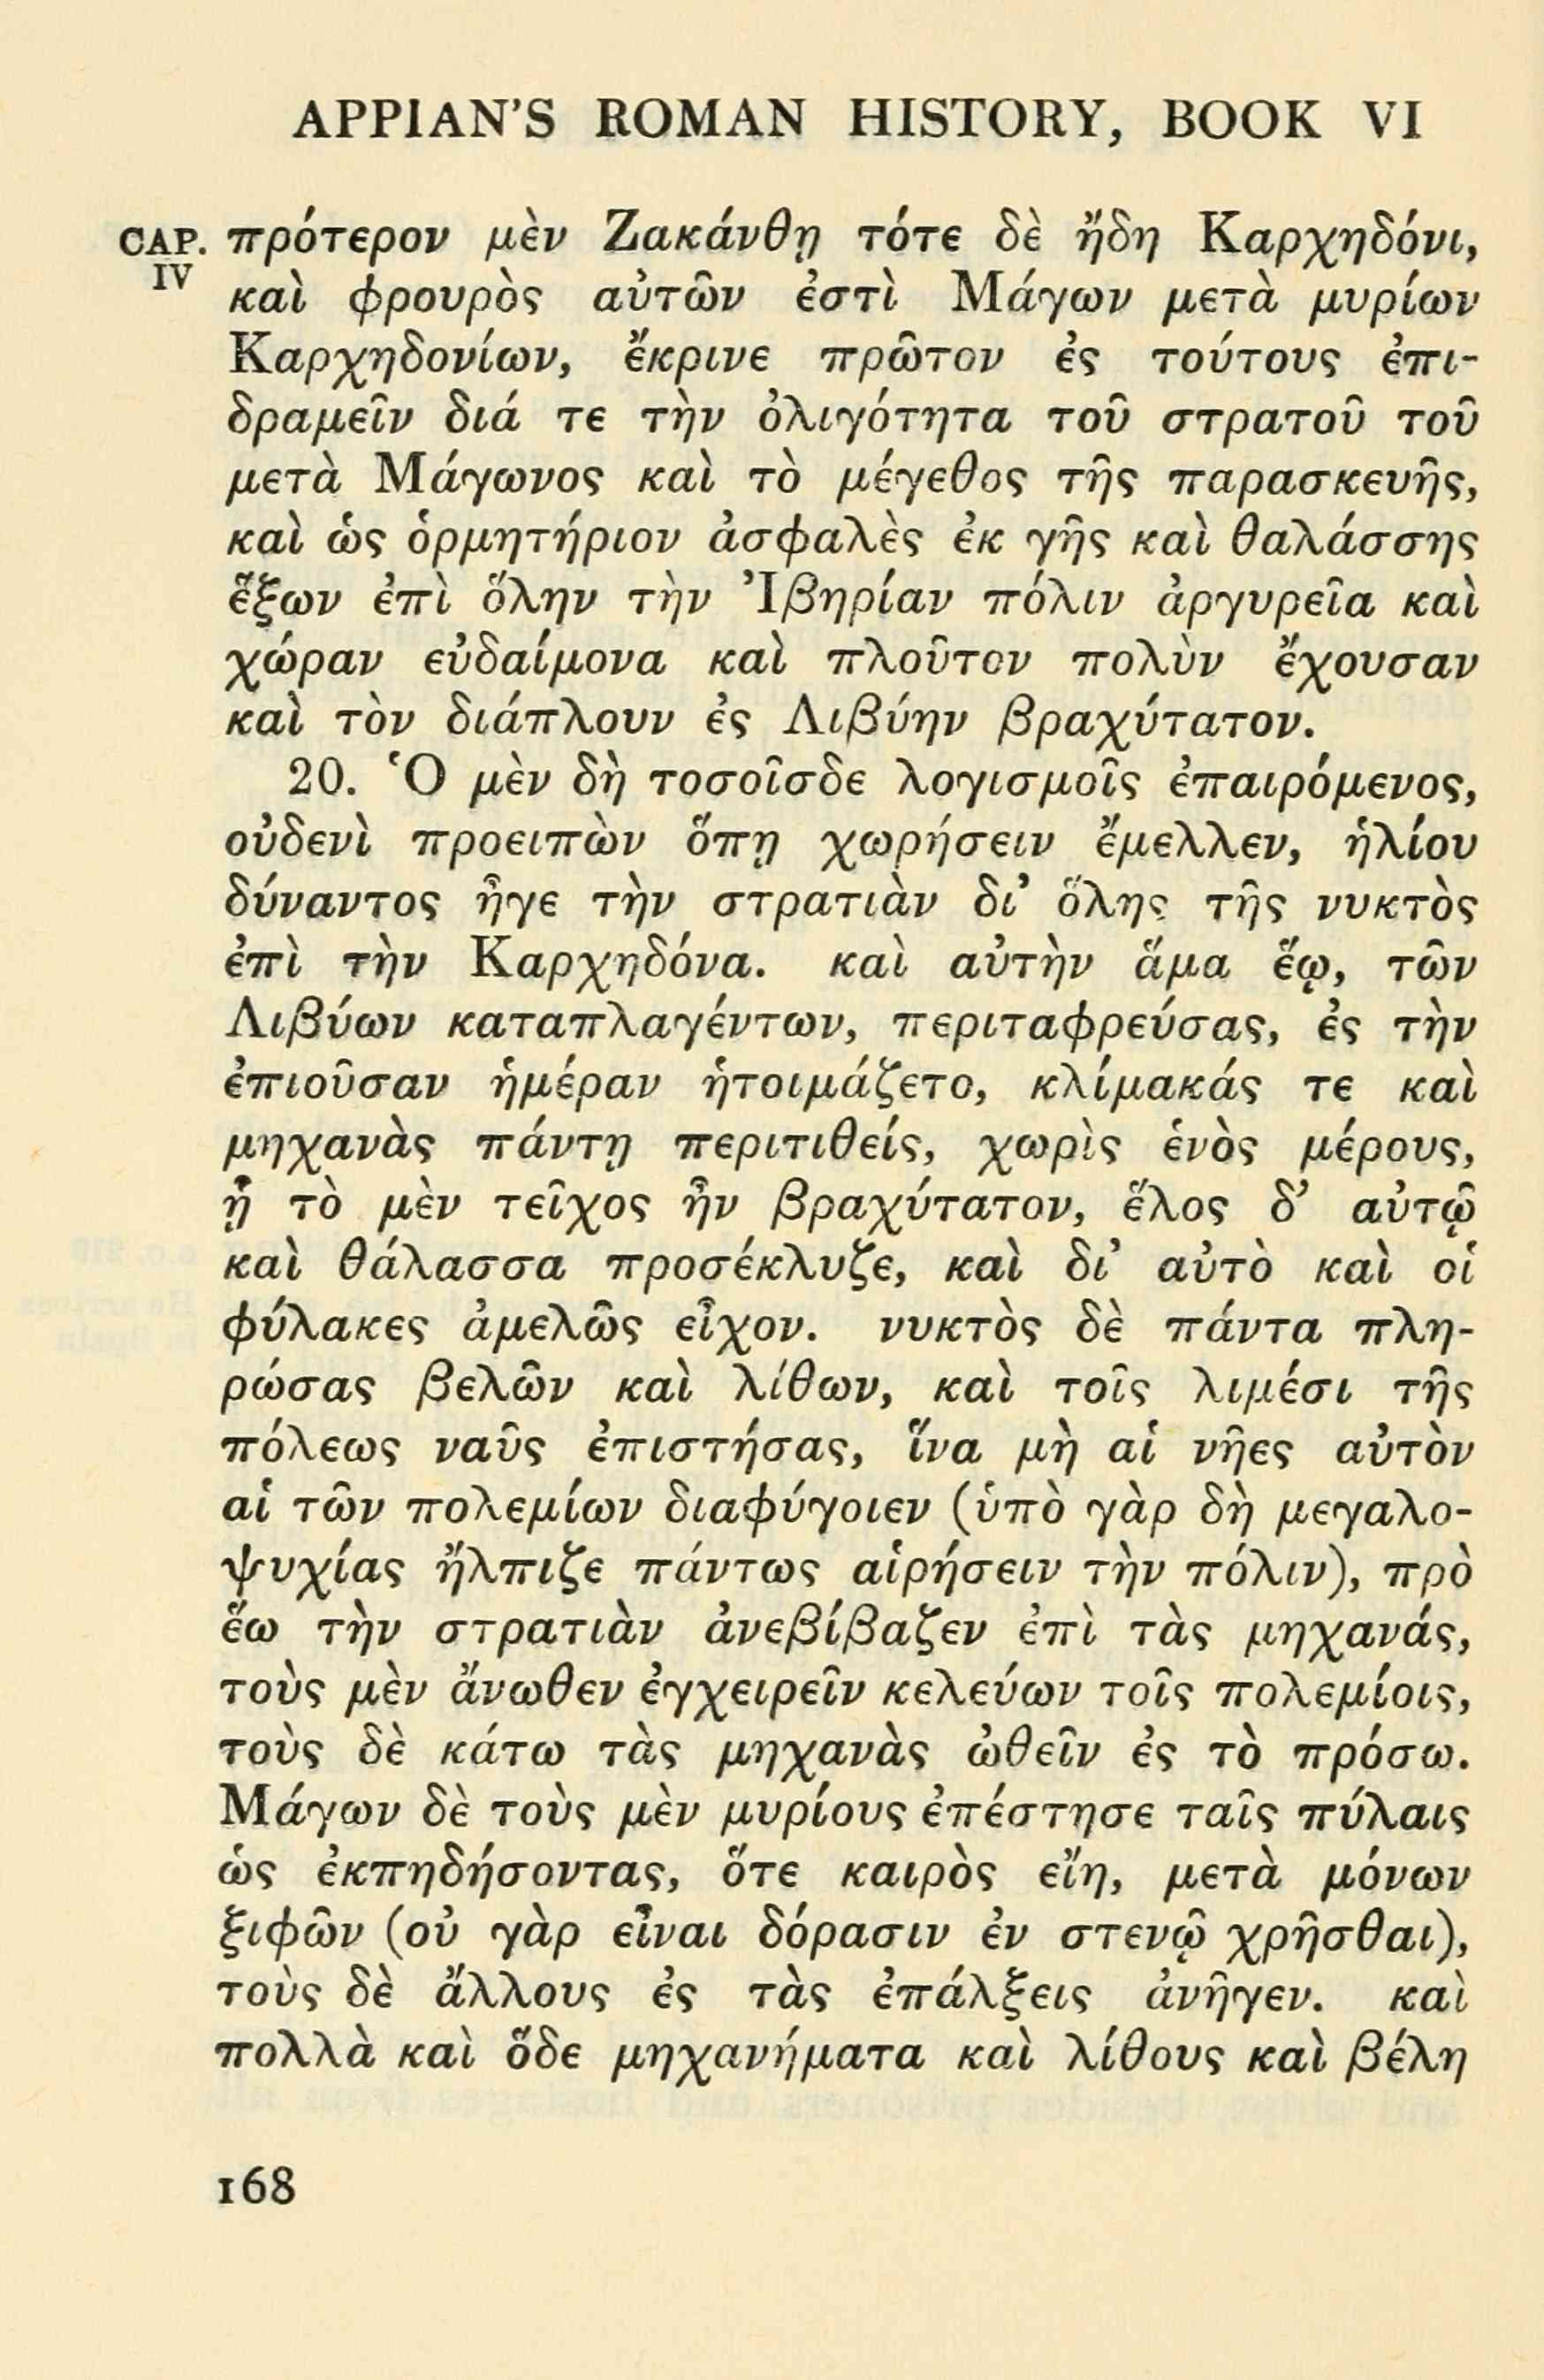 APPIAN'S ROMAN HISTORY, BOOK VI
CAP. IV
πρότερον μὲν Ζακάνθῃ τότε δὲ ἤδη Καρχηδόνι,
καὶ φρουρὸς αὐτῶν ἐστὶ Μάγων μετὰ μυρίων
Καρχηδονίων, ἔκρινε πρῶτον ἐς τούτους ἐπι-
δραμεῖν διά τε τὴν ὀλιγότητα τοῦ στρατοῦ τοῦ
μετὰ Μάγωνος καὶ τὸ μέγεθος τῆς παρασκευῆς,
καὶ ὡς ὁρμητήριον ἀσφαλὲς ἐκ γῆς καὶ θαλάσσης
ἕξων ἐπὶ ὅλην τὴν Ἰβηρίαν πόλιν ἀργυρεῖα καὶ
χώραν εὐδαίμονα καὶ πλοῦτον πολὺν ἔχουσαν
καὶ τὸν διάπλουν ἐς Λιβύην βραχύτατον.
20. Ὁ μὲν δὴ τοσοῖσδε λογισμοῖς ἐπαιρόμενος,
οὐδενὶ προειπὼν ὅπῃ χωρήσειν ἔμελλεν, ἡλίου
δύναντος ἦγε τὴν στρατιὰν δι' ὅλης τῆς νυκτὸς
ἐπὶ τὴν Καρχηδόνα. καὶ αὐτὴν ἅμα ἕῳ, τῶν
Λιβύων καταπλαγέντων, περιταφρεύσας, ἐς τὴν
ἐπιοῦσαν ἡμέραν ἡτοιμάζετο, κλίμακάς τε καὶ
μηχανὰς πάντῃ περιτιθείς, χωρὶς ἑνὸς μέρους,
ᾗ τὸ μὲν τεῖχος ἦν βραχύτατον, ἕλος δ' αὐτῷ
καὶ θάλασσα προσέκλυζε, καὶ δι' αὐτὸ καὶ οἱ
φύλακες ἀμελῶς εἶχον. νυκτὸς δὲ πάντα πλη-
ρώσας βελῶν καὶ λίθων, καὶ τοῖς λιμέσι τῆς
πόλεως ναῦς ἐπιστήσας, ἵνα μὴ αἱ νῆες αὐτὸν
αἱ τῶν πολεμίων διαφύγοιεν (ὑπὸ γὰρ δὴ μεγαλο-
ψυχίας ἤλπιζε πάντως αἱρήσειν τὴν πόλιν), πρὸ
ἕω τὴν στρατιὰν ἀνεβίβαζεν ἐπὶ τὰς μηχανάς,
τοὺς μὲν ἄνωθεν ἐγχειρεῖν κελεύων τοῖς πολεμίοις,
τοὺς δὲ κάτω τὰς μηχανὰς ὠθεῖν ἐς τὸ πρόσω.
Μάγων δὲ τοὺς μὲν μυρίους ἐπέστησε ταῖς πύλαις
ὡς ἐκπηδήσοντας, ὅτε καιρὸς εἴη, μετὰ μόνων
ξιφῶν (οὐ γὰρ εἶναι δόρασιν ἐν στενῷ χρῆσθαι),
τοὺς δὲ ἄλλους ἐς τὰς ἐπάλξεις ἀνῆγεν. καὶ
πολλὰ καὶ ὅδε μηχανήματα καὶ λίθους καὶ βέλη
168